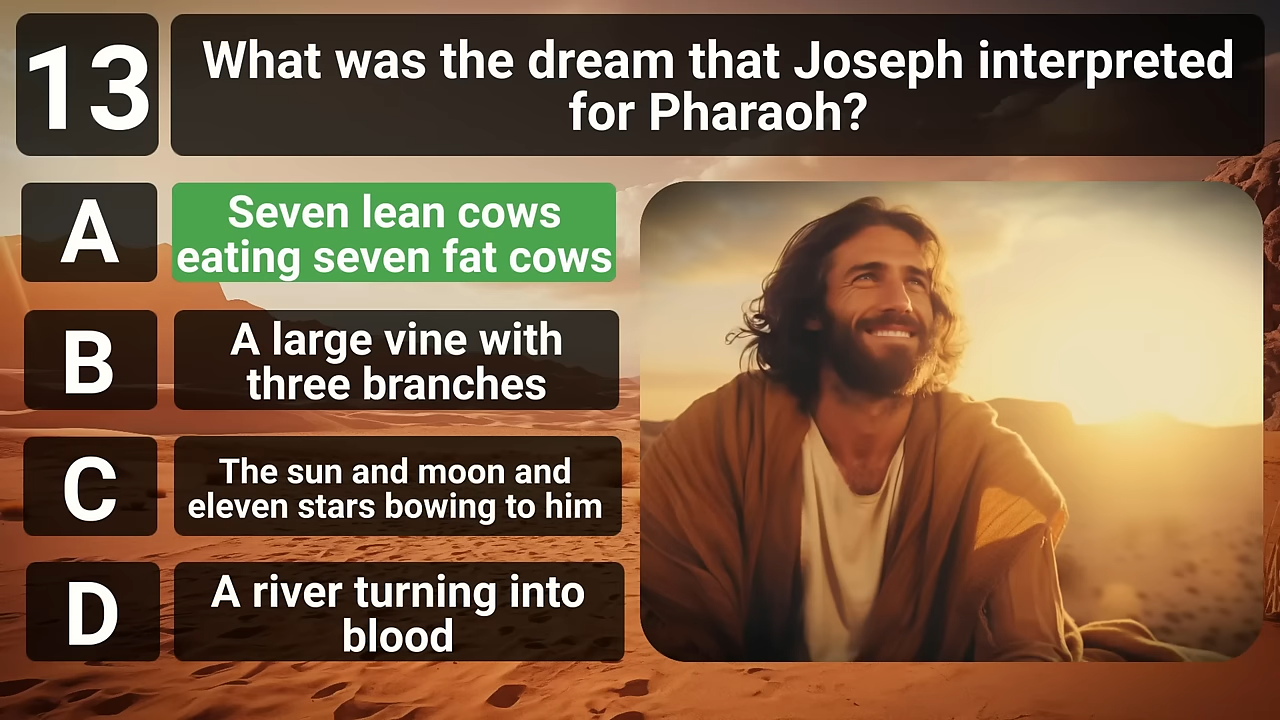 13
What was the dream that Joseph interpreted
for Pharaoh?
A
Seven lean cows
eating seven fat cows
B
A large vine with
three branches
C
The sun and moon and
eleven stars bowing to him
D
A river turning into
blood